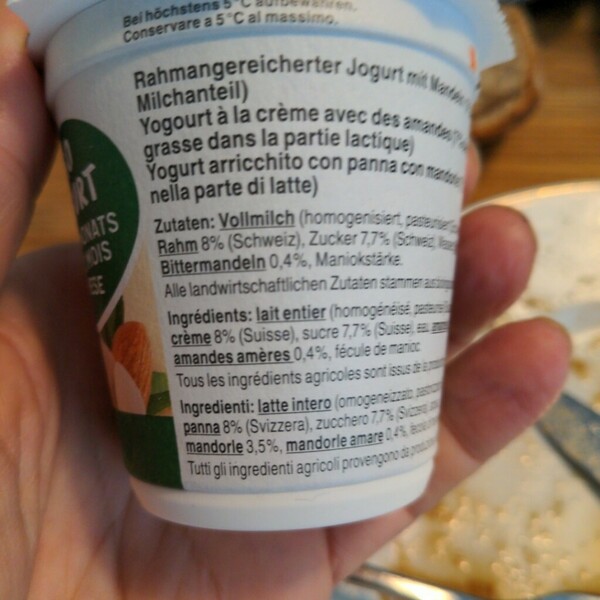 Bei höchstens 5°C aufbewahren.
Conservare a 5°C al massimo.
Rahmangereicherter Jogurt mit Mandeln
Milchanteil)
Yogourt à la crème avec des amandes
grasse dans la partie lactique)
Yogurt arricchito con panna con mandorle
nella parte di latte)
Zutaten: Vollmilch (homogenisiert, pasteurisiert
Rahm 8% (Schweiz), Zucker 7,7% (Schweiz),
Bittermandeln 0,4%, Maniokstärke.
Alle landwirtschaftlichen Zutaten stammen aus
Ingrédients: lait entier (homogénéisé,
crème 8% (Suisse), sucre 7,7% (Suisse), eau,
amandes amères 0,4%, fécule de manioc.
Tous les ingrédients agricoles sont issus de la
Ingredienti: latte intero (omogeneizzato,
panna 8% (Svizzera), zucchero 7,7% (Svizzera),
mandorle 3,5%, mandorle amare 0,4%,
Tutti gli ingredienti agricoli provengono da